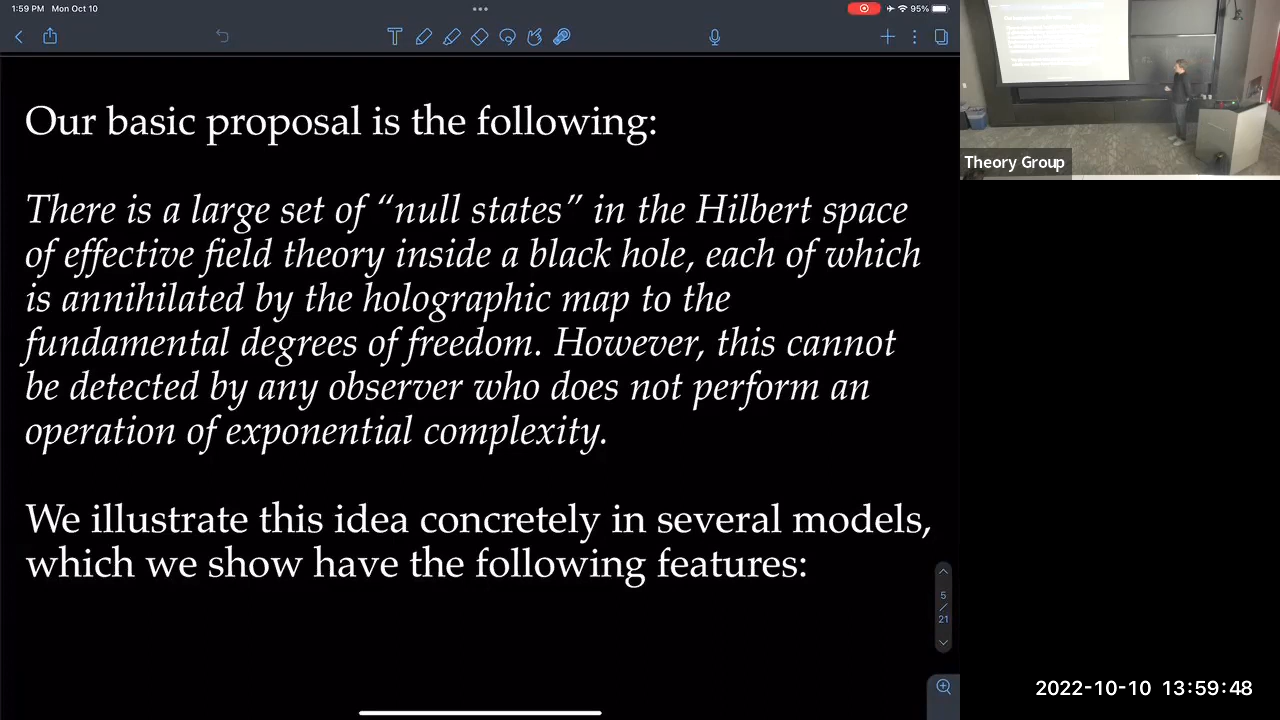 1:59 PM Mon Oct 10
95%
Our basic proposal is the following:
There is a large set of “null states” in the Hilbert space
of effective field theory inside a black hole, each of which
is annihilated by the holographic map to the
fundamental degrees of freedom. However, this cannot
be detected by any observer who does not perform an
operation of exponential complexity.
We illustrate this idea concretely in several models,
which we show have the following features:
5
/
21
Theory Group
2022-10-10 13:59:48